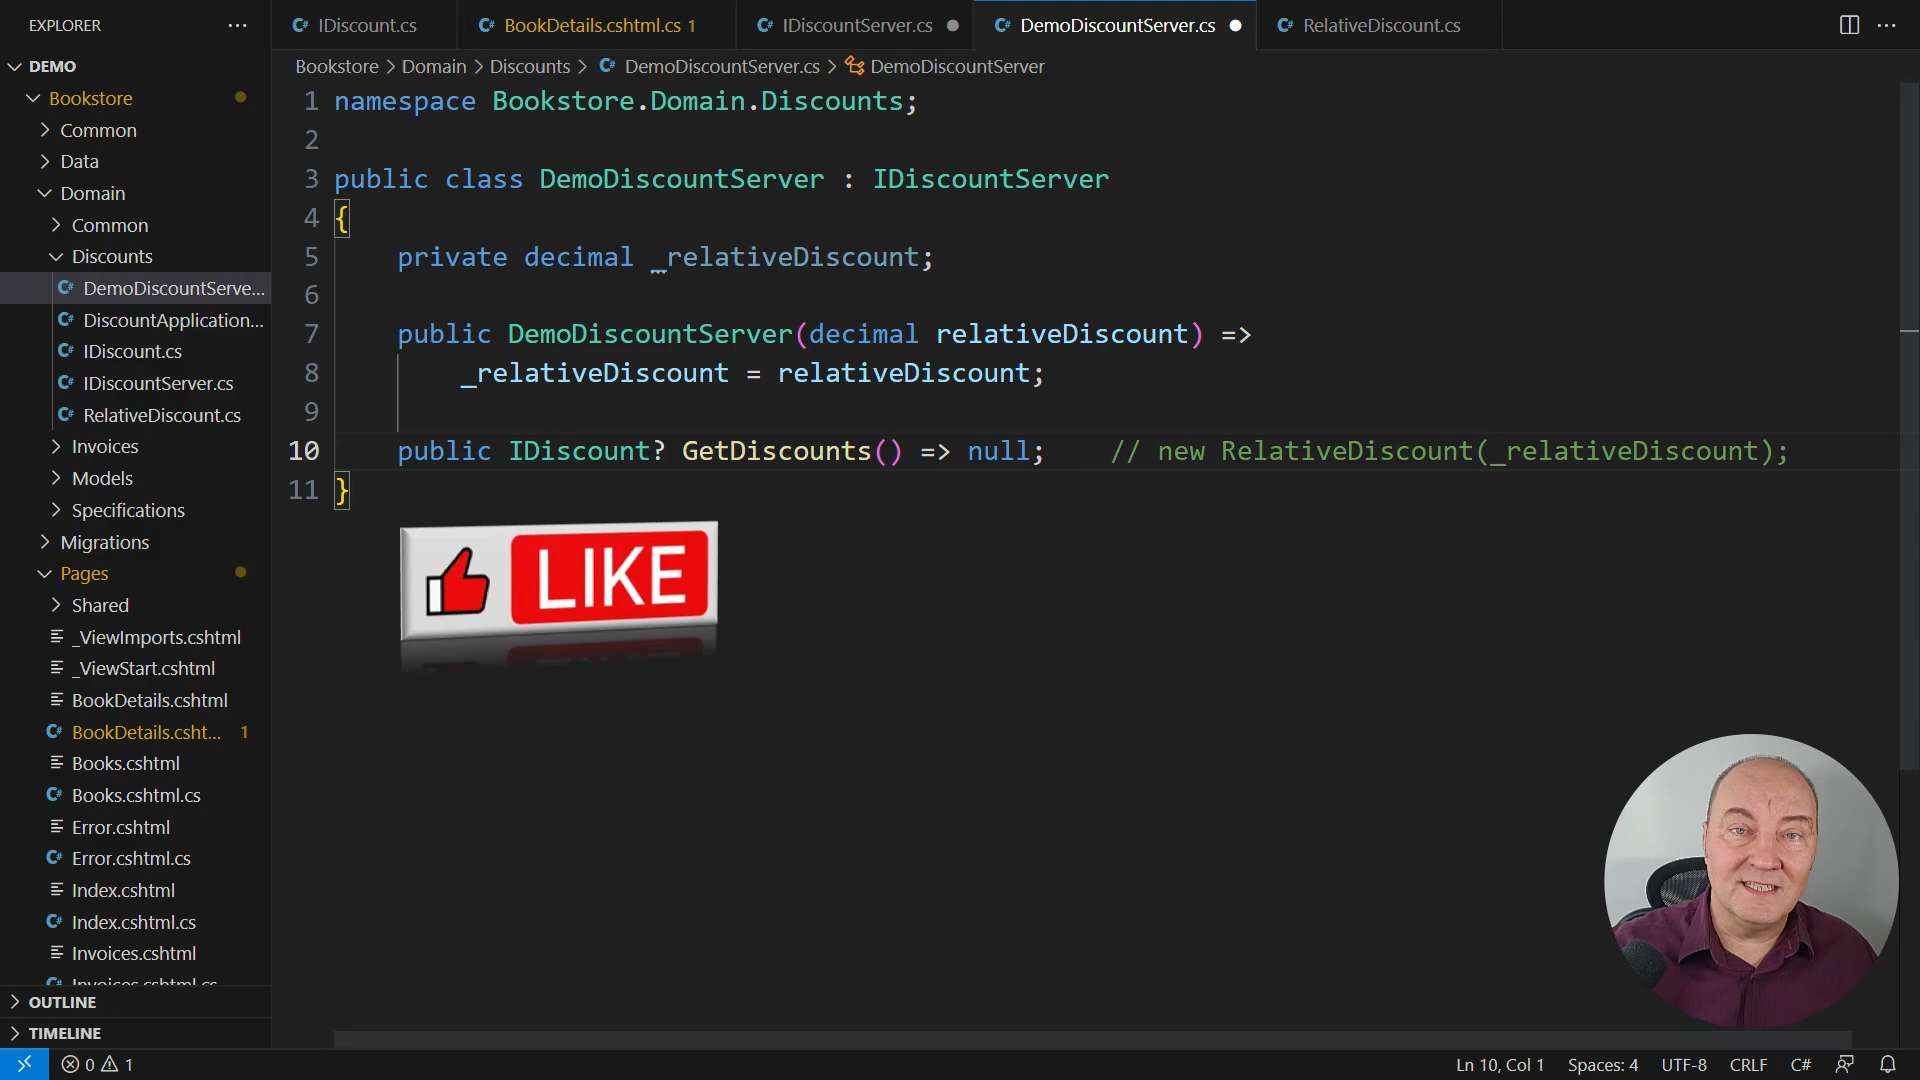 EXPLORER
IDiscount.cs
BookDetails.cshtml.cs 1
IDiscountServer.cs
DemoDiscountServer.cs
RelativeDiscount.cs
DEMO
Bookstore
Common
Data
Domain
Common
Discounts
DemoDiscountServe...
DiscountApplication...
IDiscount.cs
IDiscountServer.cs
RelativeDiscount.cs
Invoices
Models
Specifications
Migrations
Pages
Shared
_ViewImports.cshtml
_ViewStart.cshtml
BookDetails.cshtml
BookDetails.csht... 1
Books.cshtml
Books.cshtml.cs
Error.cshtml
Error.cshtml.cs
Index.cshtml
Index.cshtml.cs
Invoices.cshtml
Invoices.cshtml.cs
OUTLINE
TIMELINE
Bookstore > Domain > Discounts > DemoDiscountServer.cs > DemoDiscountServer
1 namespace Bookstore.Domain.Discounts;
2
3 public class DemoDiscountServer : IDiscountServer
4 {
5 private decimal _relativeDiscount;
6
7 public DemoDiscountServer(decimal relativeDiscount) =>
8 _relativeDiscount = relativeDiscount;
9
10 public IDiscount? GetDiscounts() => null; // new RelativeDiscount(_relativeDiscount);
11 }
LIKE
0 1
Ln 10, Col 1
Spaces: 4
UTF-8
CRLF
C#